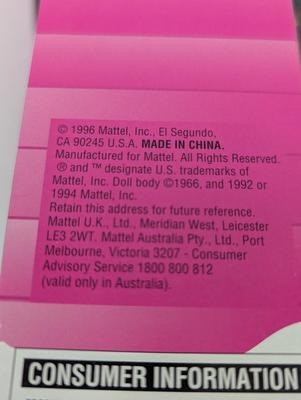 © 1996 Mattel, Inc., El Segundo,
CA 90245 U.S.A. MADE IN CHINA.
Manufactured for Mattel. All Rights Reserved.
® and ™ designate U.S. trademarks of
Mattel, Inc. Doll body ©1966, and 1992 or
1994 Mattel, Inc.
Retain this address for future reference.
Mattel U.K., Ltd., Meridian West, Leicester
LE3 2WT. Mattel Australia Pty., Ltd., Port
Melbourne, Victoria 3207 - Consumer
Advisory Service 1800 800 812
(valid only in Australia).
CONSUMER INFORMATION